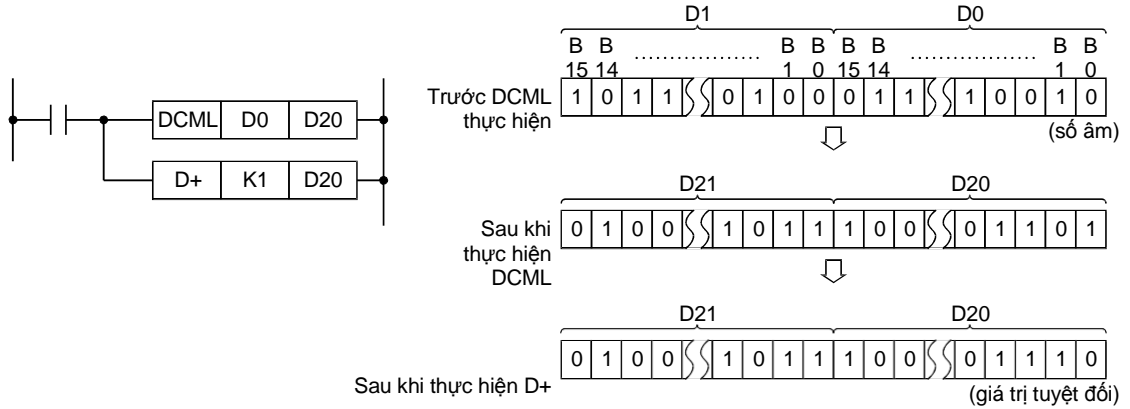 D1 D0
B B B B B B B B
15 14 ........................ 1 0 15 14 ........................ 1 0
Trước DCML thực hiện 1 0 1 1 0 1 0 0 0 1 1 1 0 0 1 0
(số âm)
DCML D0 D20
D+ K1 D20
D21 D20
Sau khi thực hiện DCML 0 1 0 0 1 0 1 1 1 0 0 0 1 1 0 1
D21 D20
Sau khi thực hiện D+ 0 1 0 0 1 0 1 1 1 0 0 0 1 1 1 0
(giá trị tuyệt đối)